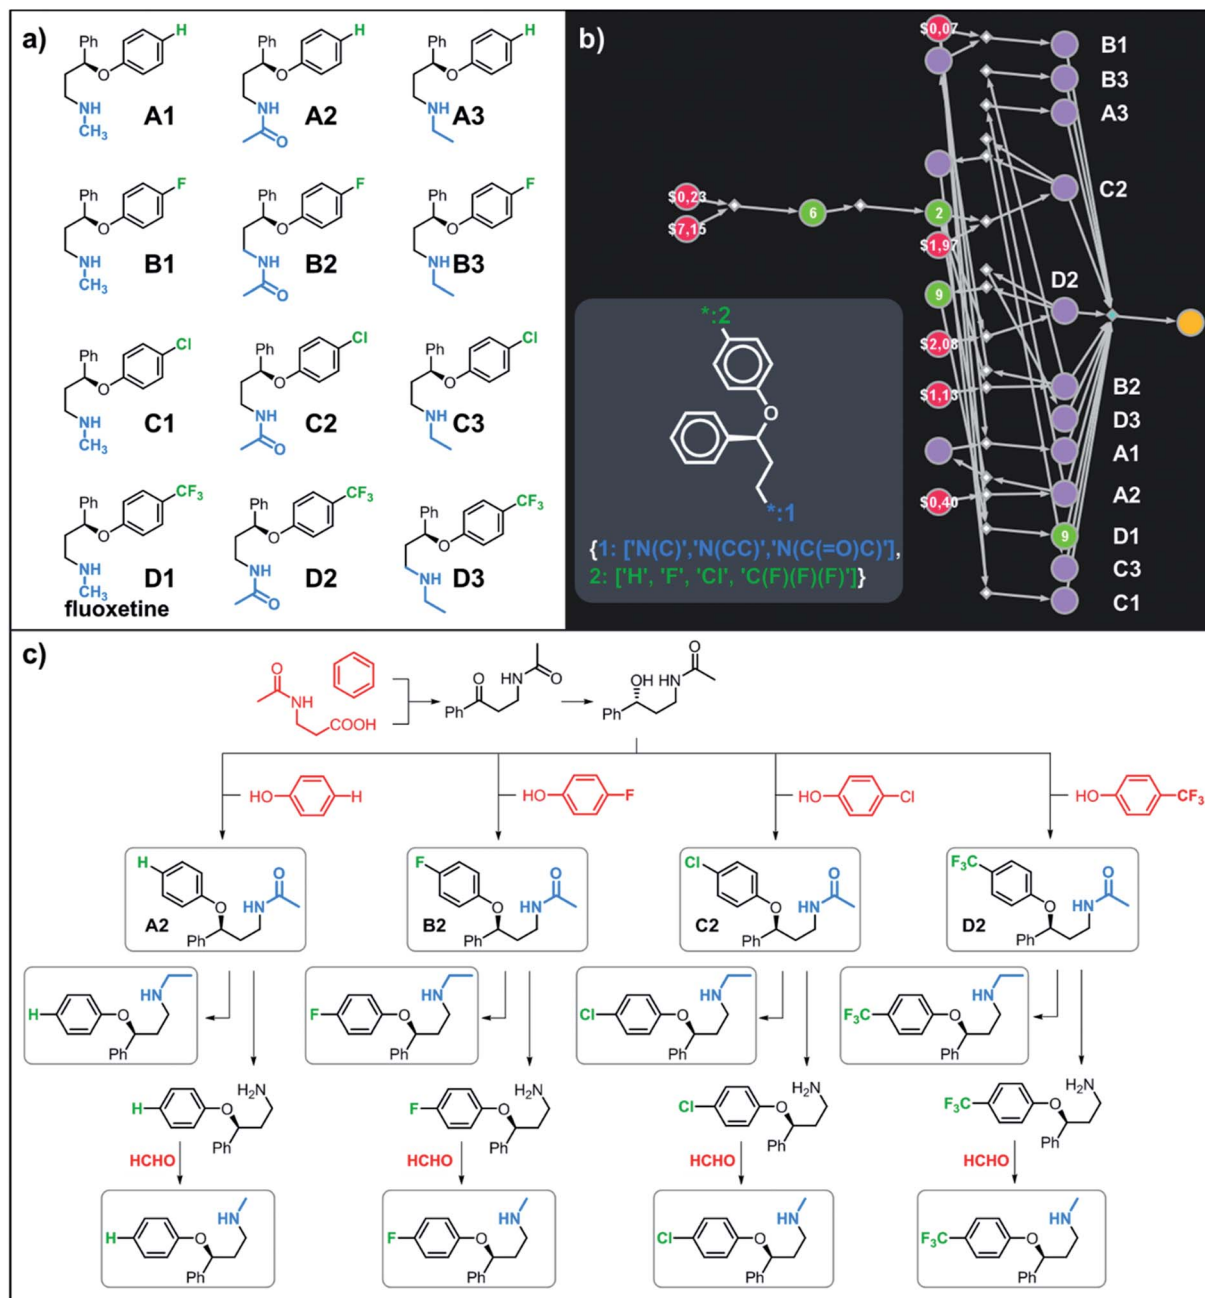 a)
Ph
H
O
NH
CH3
A1
Ph
H
O
NH
O
A2
Ph
H
O
NH
A3
Ph
F
O
NH
CH3
B1
Ph
F
O
NH
O
B2
Ph
F
O
NH
B3
Ph
Cl
O
NH
CH3
C1
Ph
Cl
O
NH
O
C2
Ph
Cl
O
NH
C3
Ph
CF3
O
NH
CH3
D1
fluoxetine
Ph
CF3
O
NH
O
D2
Ph
CF3
O
NH
D3
b)
$0,07
B1
B3
A3
C2
$0,23
6
2
$7,15
$1,97
D2
9
$2,08
$1,13
B2
D3
A1
$0,40
A2
9
D1
C3
C1
*:2
O
*:1
{1: ['N(C)','N(CC)','N(C(=O)C)'],
2: ['H', 'F', 'Cl', 'C(F)(F)(F)']}
c)
O
NH
COOH
O
HN
O
Ph
OH
HN
O
Ph
HO
H
HO
F
HO
Cl
HO
CF3
H
O
O
HN
A2
Ph
F
O
O
HN
B2
Ph
Cl
O
O
HN
C2
Ph
F3C
O
O
HN
D2
Ph
HN
H
O
Ph
HN
F
O
Ph
HN
Cl
O
Ph
HN
F3C
O
Ph
H2N
H
O
Ph
H2N
F
O
Ph
H2N
Cl
O
Ph
H2N
F3C
O
Ph
HCHO
HCHO
HCHO
HCHO
HN
H
O
Ph
HN
F
O
Ph
HN
Cl
O
Ph
HN
F3C
O
Ph